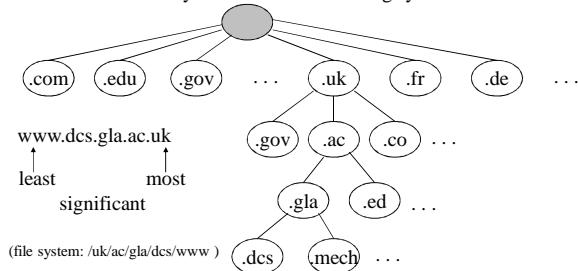 .com .edu .gov . . . .uk .fr .de . . .
www.dcs.gla.ac.uk
.gov .ac .co . . .
least most
significant
.gla .ed . . .
(file system: /uk/ac/gla/dcs/www ) .dcs .mech . . .